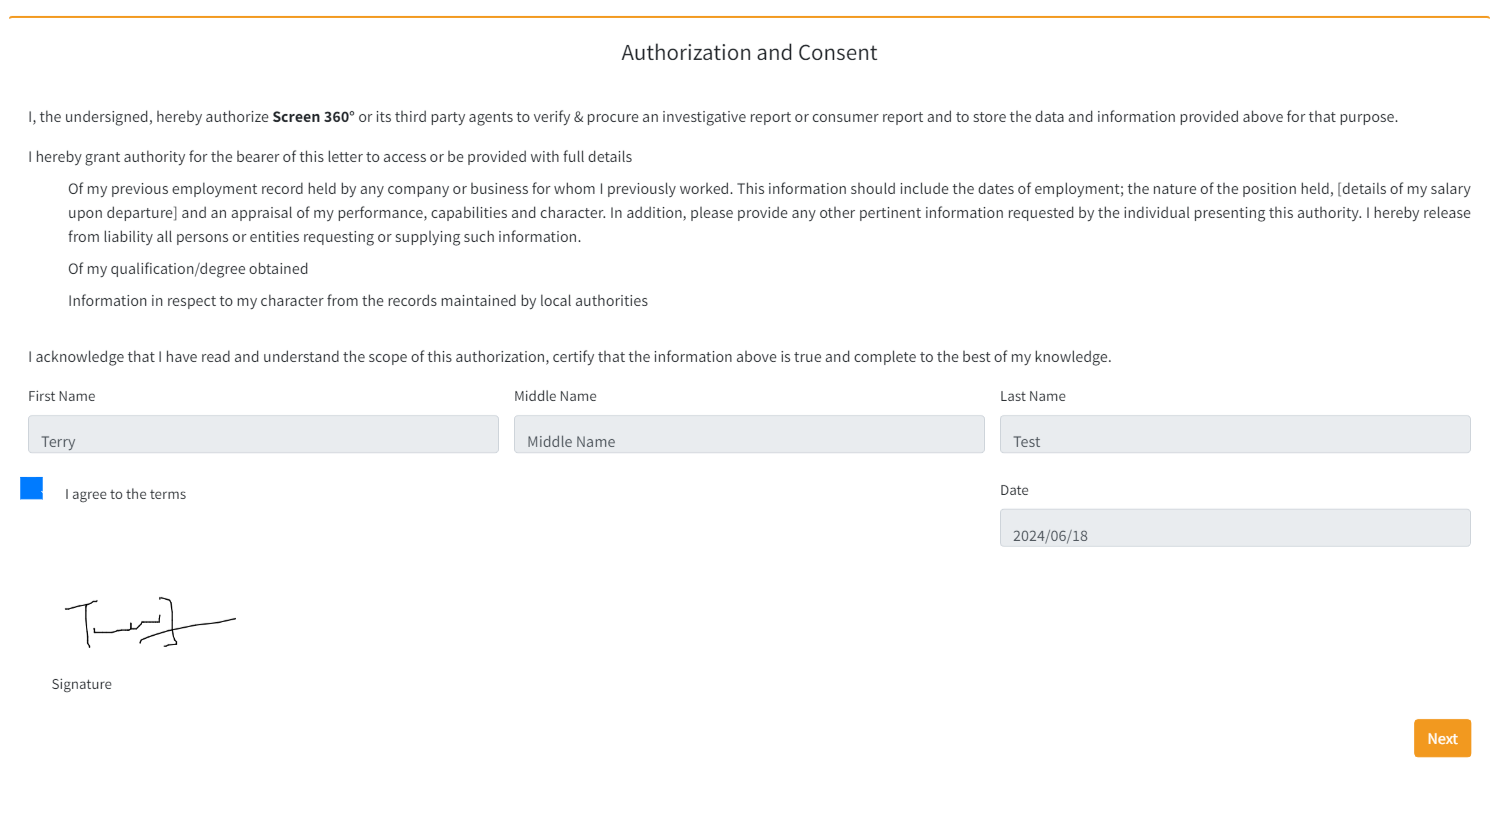 Authorization and Consent
I, the undersigned, hereby authorize Screen 360° or its third party agents to verify & procure an investigative report or consumer report and to store the data and information provided above for that purpose.
I hereby grant authority for the bearer of this letter to access or be provided with full details
Of my previous employment record held by any company or business for whom I previously worked. This information should include the dates of employment; the nature of the position held, [details of my salary
upon departure] and an appraisal of my performance, capabilities and character. In addition, please provide any other pertinent information requested by the individual presenting this authority. I hereby release
from liability all persons or entities requesting or supplying such information.
Of my qualification/degree obtained
Information in respect to my character from the records maintained by local authorities
I acknowledge that I have read and understand the scope of this authorization, certify that the information above is true and complete to the best of my knowledge.
First Name Middle Name Last Name
Terry Middle Name Test
I agree to the terms Date
2024/06/18
Signature
Next